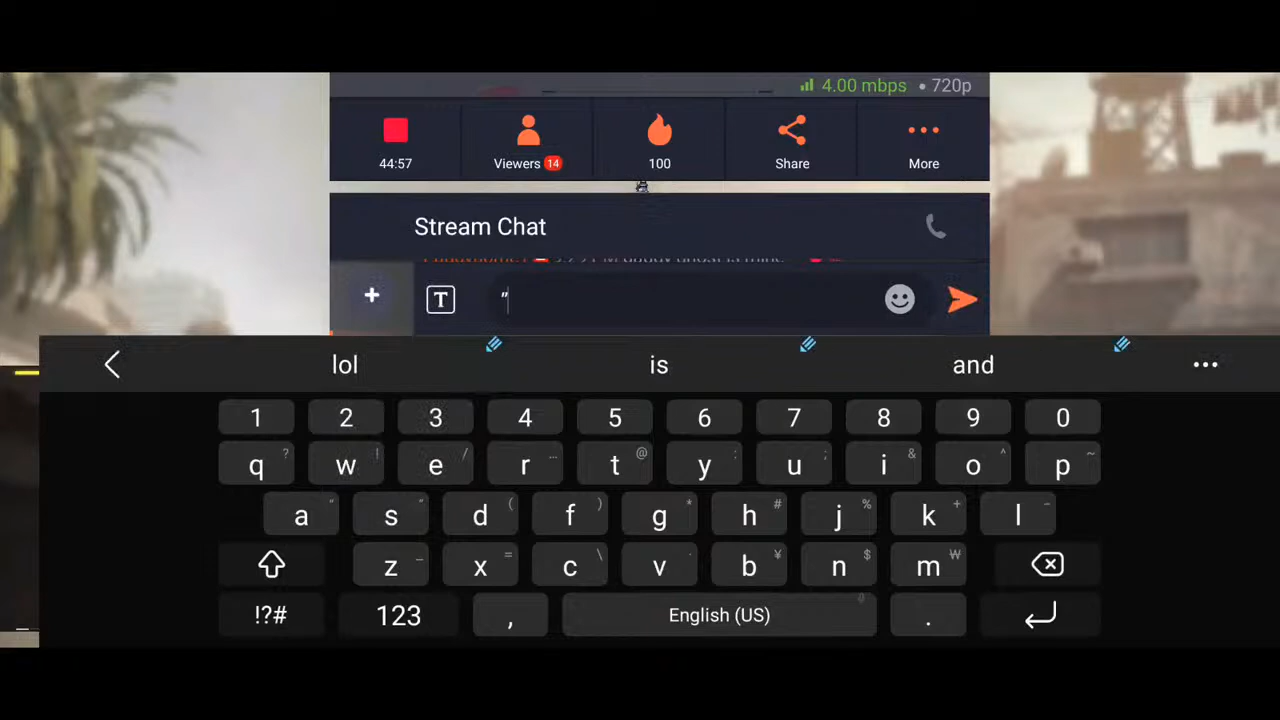 4.00 mbps • 720p
44:57 Viewers 14 100 Share More
Stream Chat
T "
lol is and ...
1 2 3 4 5 6 7 8 9 0
q ? w ! e / r ... t @ y : u ; i & o ^ p ~
a " s " d ( f ) g * h # j % k + l -
z _ x = c \ v · b ¥ n $ m ₩
!?# 123 , English (US) .